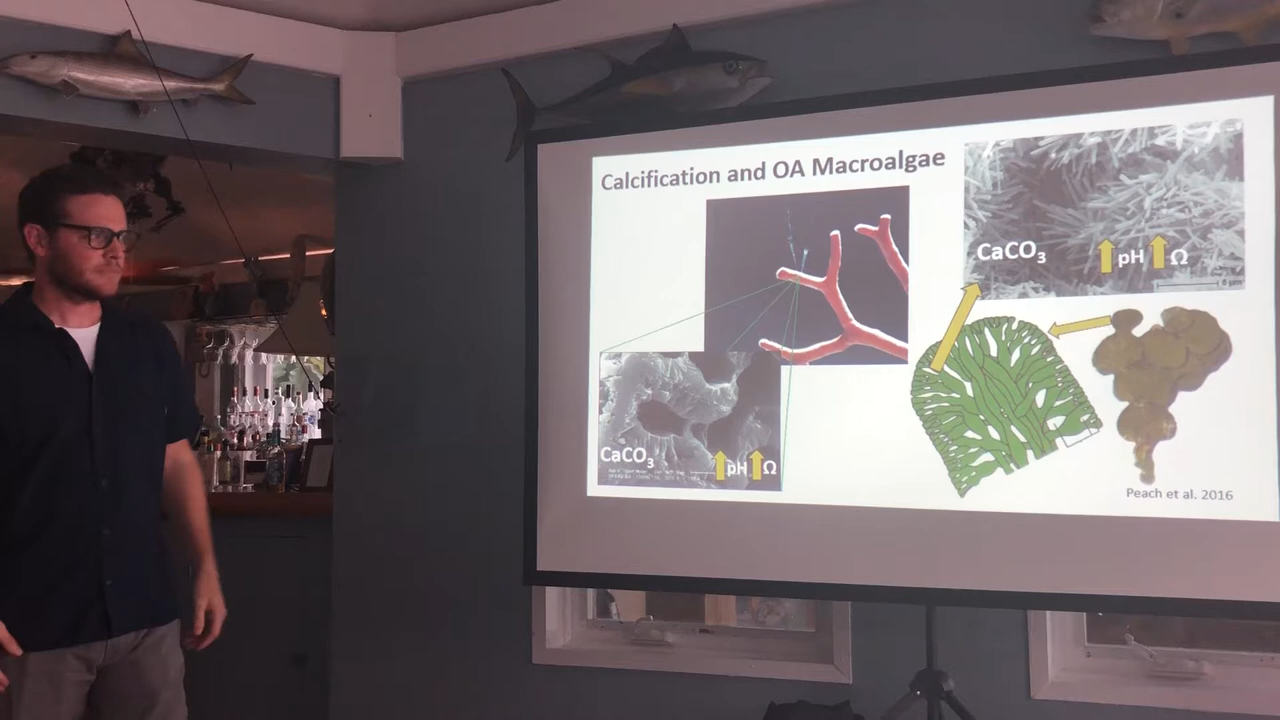 Calcification and OA Macroalgae
CaCO₃
pH Ω
CaCO₃
pH Ω
Peach et al. 2016